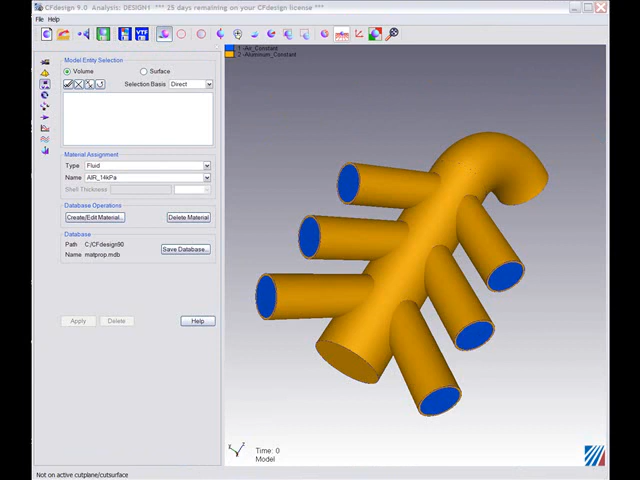 CFdesign 9.0 Analysis: DESIGN1 *** 25 days remaining on your CFdesign license ***
File Help
VTF
Model Entity Selection
Volume Surface
Selection Basis Direct
Material Assignment
Type Fluid
Name AIR_14kPa
Shell Thickness
Database Operations
Create/Edit Material... Delete Material
Database
Path C:/CFdesign90
Name matprop.mdb
Save Database...
Apply Delete Help
1 -Air_Constant
2 -Aluminum_Constant
Time: 0
Model
Not on active cutplane/cutsurface